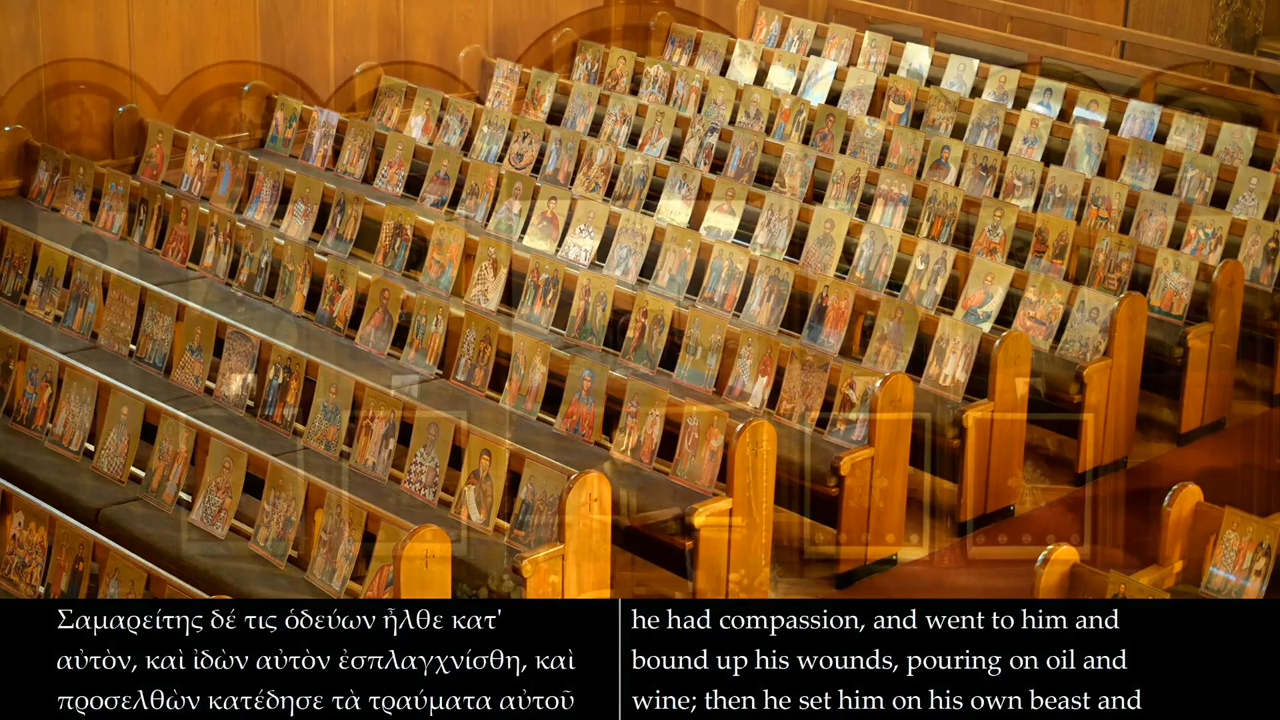 Σαμαρείτης δέ τις ὁδεύων ἦλθε κατ'
αὐτὸν, καὶ ἰδὼν αὐτὸν ἐσπλαγχνίσθη, καὶ
προσελθὼν κατέδησε τὰ τραύματα αὐτοῦ
he had compassion, and went to him and
bound up his wounds, pouring on oil and
wine; then he set him on his own beast and